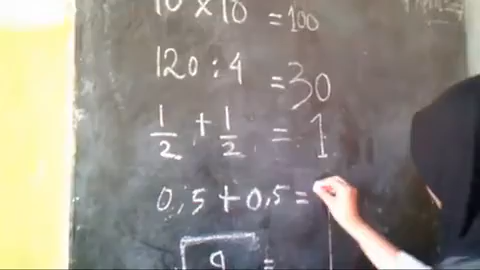 10 x 10 = 100
120 : 4 = 30
1/2 + 1/2 = 1
0,5 + 0,5 =
√9 =